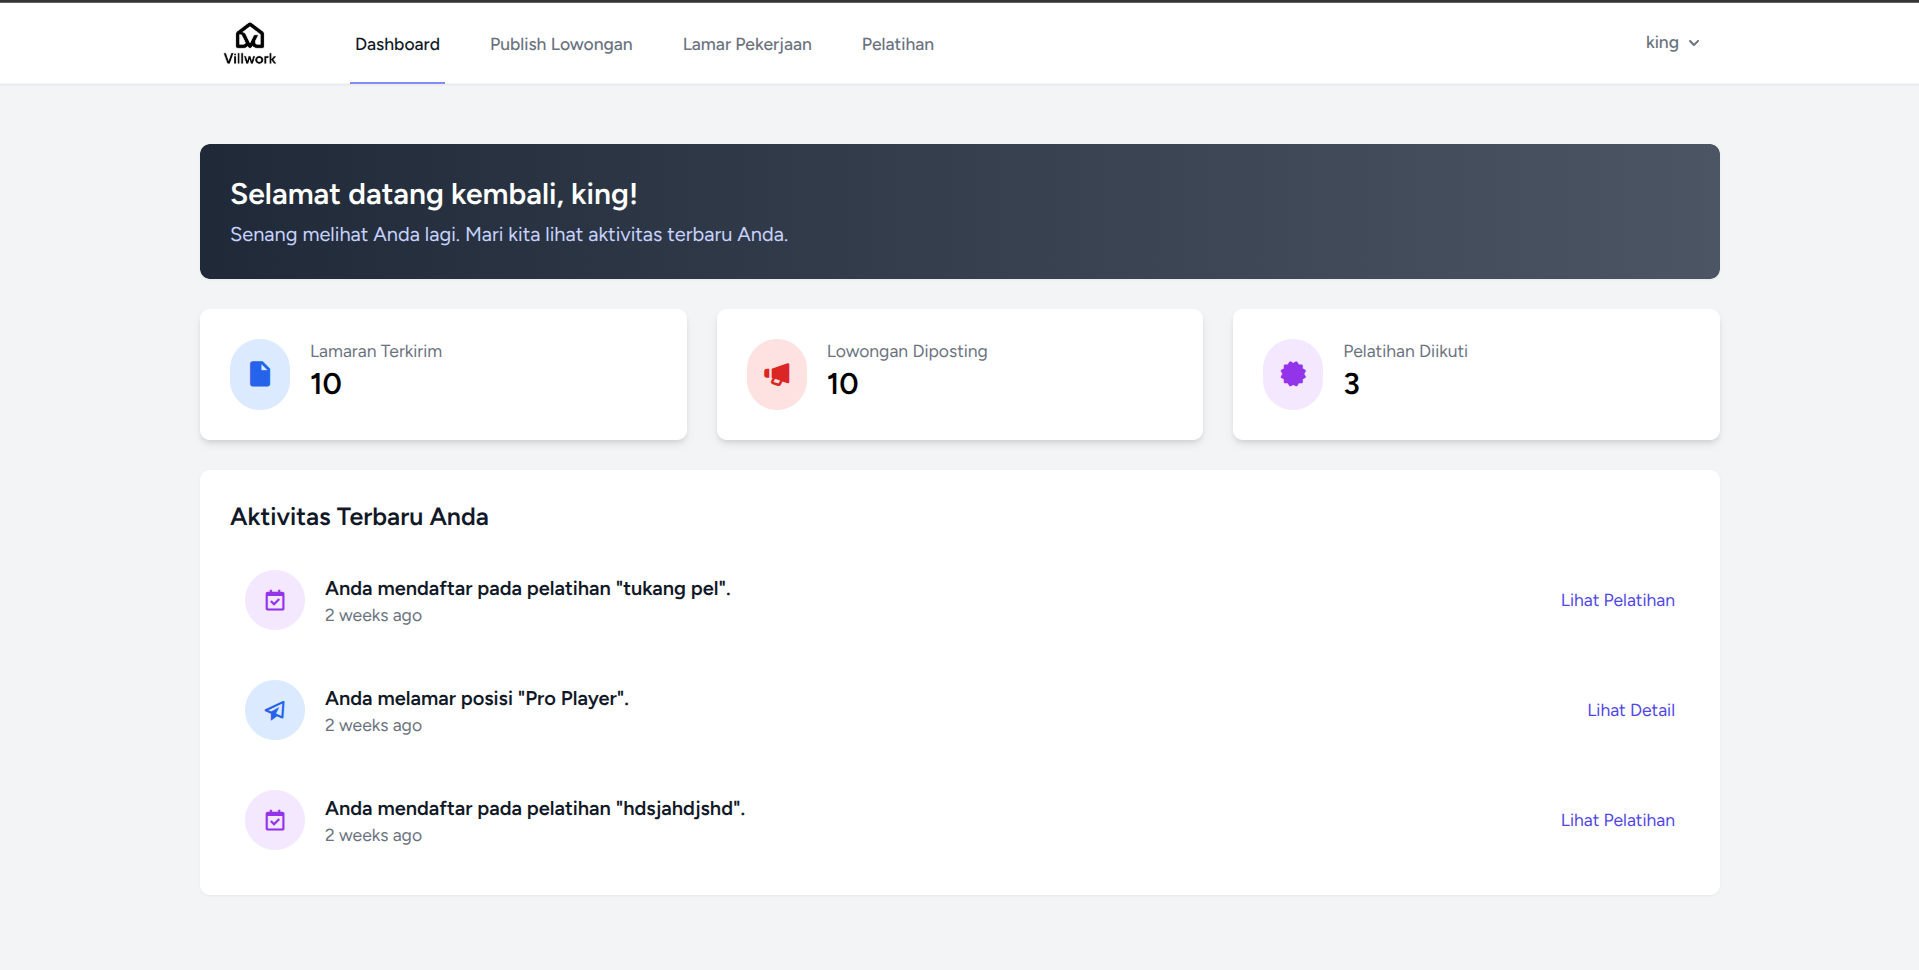 Villwork
Dashboard
Publish Lowongan
Lamar Pekerjaan
Pelatihan
king
Selamat datang kembali, king!
Senang melihat Anda lagi. Mari kita lihat aktivitas terbaru Anda.
Lamaran Terkirim
10
Lowongan Diposting
10
Pelatihan Diikuti
3
Aktivitas Terbaru Anda
Anda mendaftar pada pelatihan "tukang pel".
2 weeks ago
Lihat Pelatihan
Anda melamar posisi "Pro Player".
2 weeks ago
Lihat Detail
Anda mendaftar pada pelatihan "hdsjahdjshd".
2 weeks ago
Lihat Pelatihan